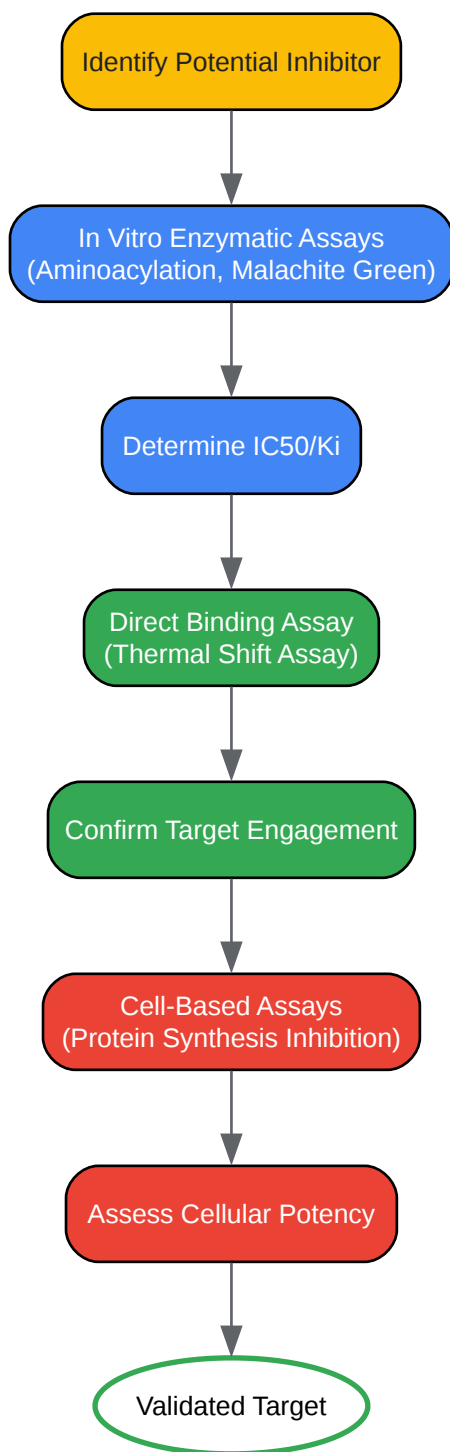 Identify Potential Inhibitor
In Vitro Enzymatic Assays
(Aminoacylation, Malachite Green)
Determine IC50/Ki
Direct Binding Assay
(Thermal Shift Assay)
Confirm Target Engagement
Cell-Based Assays
(Protein Synthesis Inhibition)
Assess Cellular Potency
Validated Target